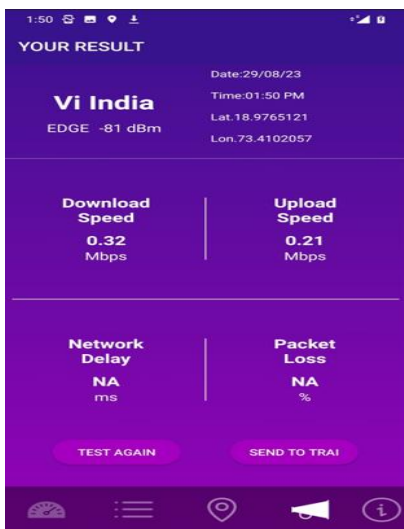 1:50
YOUR RESULT
Vi India
EDGE -81 dBm
Date:29/08/23
Time:01:50 PM
Lat.18.9765121
Lon.73.4102057
Download
Speed
0.32
Mbps
Upload
Speed
0.21
Mbps
Network
Delay
NA
ms
Packet
Loss
NA
%
TEST AGAIN
SEND TO TRAI